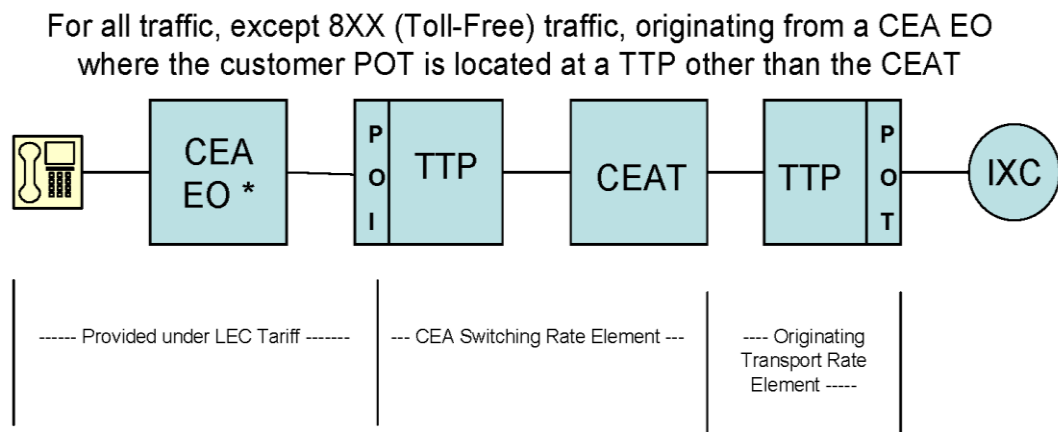 For all traffic, except 8XX (Toll-Free) traffic, originating from a CEA EO
where the customer POT is located at a TTP other than the CEAT
CEA
EO *
P
O
I
TTP
CEAT
TTP
P
O
T
IXC
------ Provided under LEC Tariff -------
--- CEA Switching Rate Element ---
---- Originating
Transport Rate
Element -----